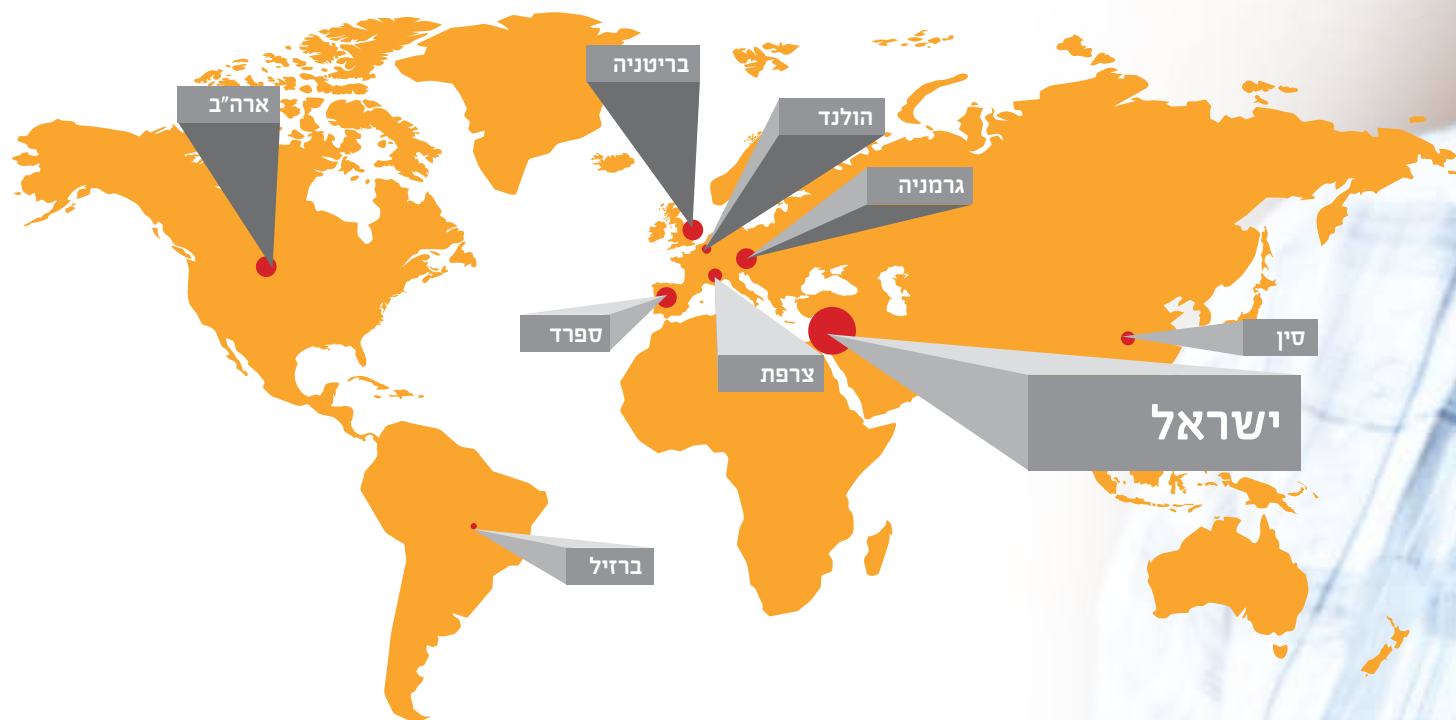 בריטניה
ארה"ב
הולנד
גרמניה
ספרד
סין
צרפת
ישראל
ברזיל